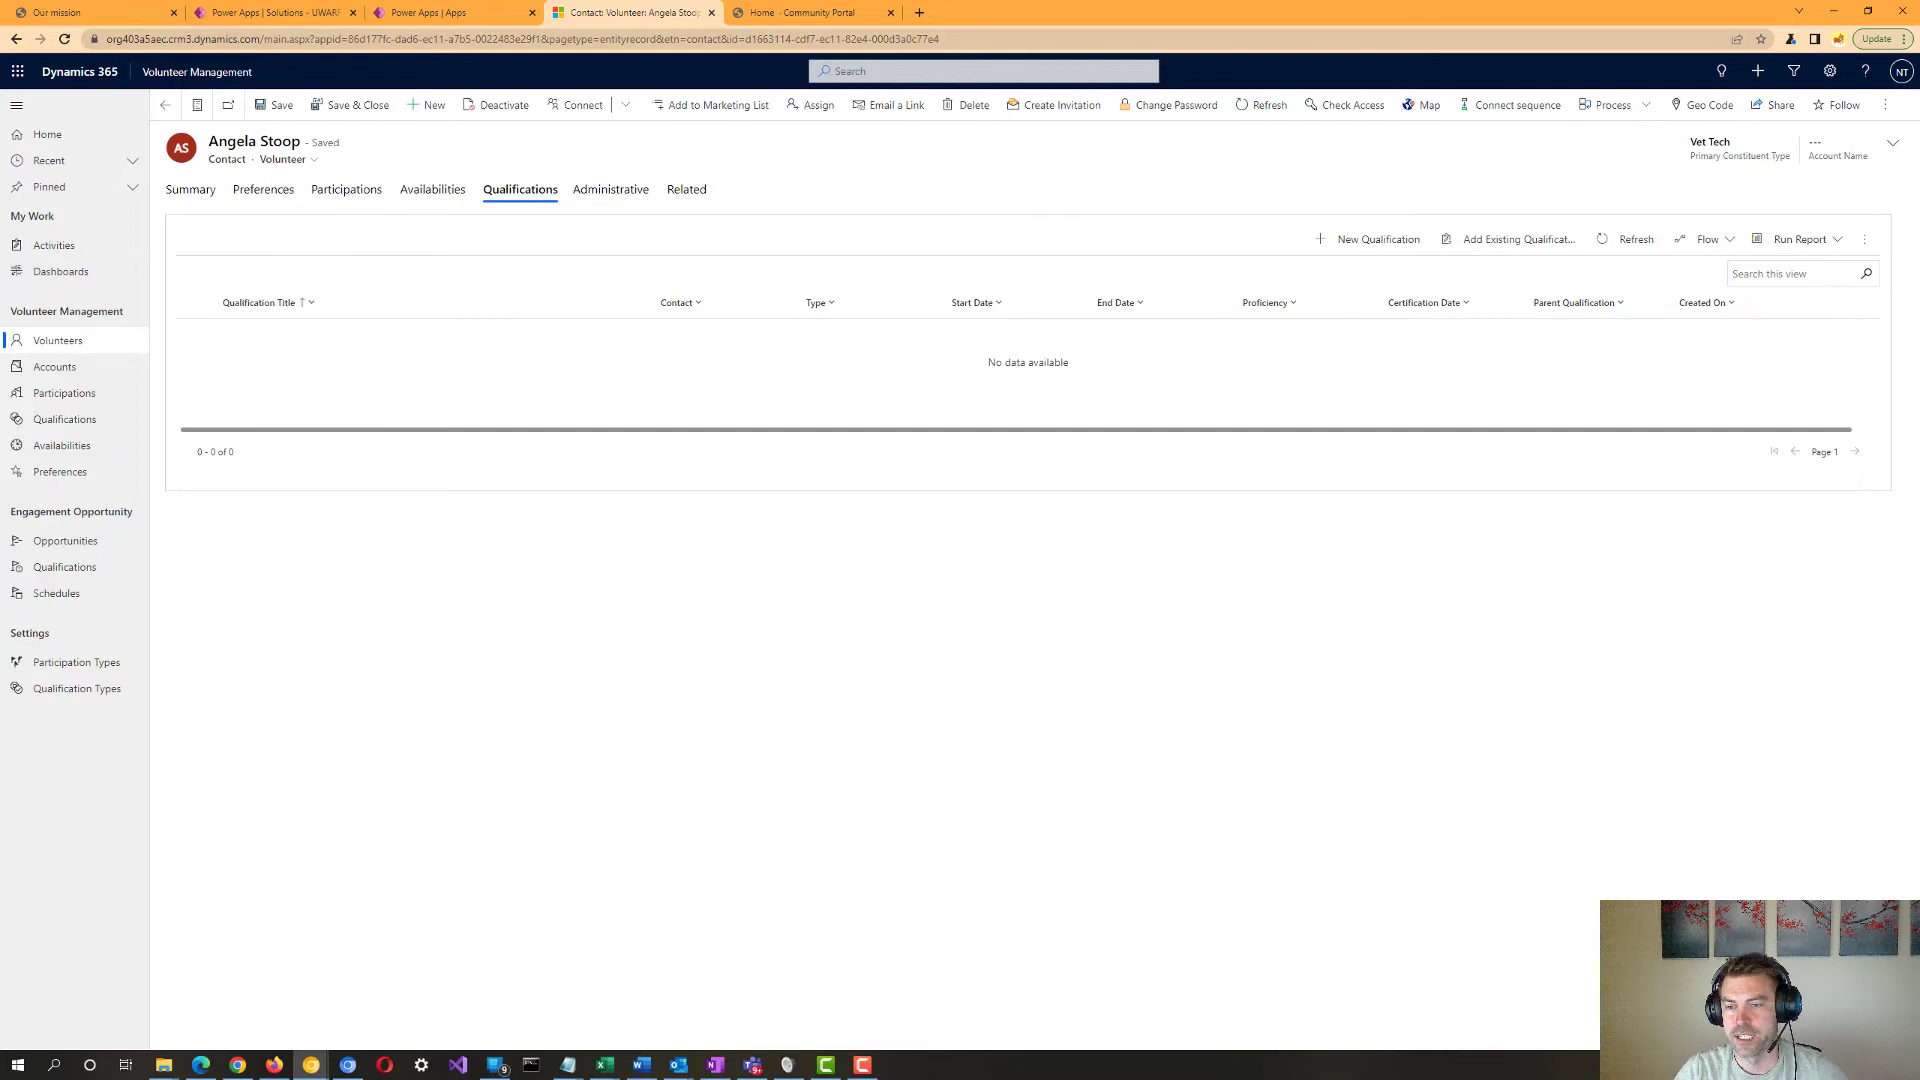 Our mission
Power Apps | Solutions - UWARF
Power Apps | Apps
Contact: Volunteer: Angela Stoop
Home · Community Portal
org403a5aec.crm3.dynamics.com/main.aspx?appid=86d177fc-dad6-ec11-a7b5-0022483e29f1&pagetype=entityrecord&etn=contact&id=d1663114-cdf7-ec11-82e4-000d3a0c77e4
Update
Dynamics 365
Volunteer Management
Search
NT
Save
Save & Close
New
Deactivate
Connect
Add to Marketing List
Assign
Email a Link
Delete
Create Invitation
Change Password
Refresh
Check Access
Map
Connect sequence
Process
Geo Code
Share
Follow
Home
Recent
Pinned
My Work
Activities
Dashboards
Volunteer Management
Volunteers
Accounts
Participations
Qualifications
Availabilities
Preferences
Engagement Opportunity
Opportunities
Qualifications
Schedules
Settings
Participation Types
Qualification Types
AS
Angela Stoop - Saved
Contact · Volunteer
Vet Tech
Primary Constituent Type
---
Account Name
Summary
Preferences
Participations
Availabilities
Qualifications
Administrative
Related
New Qualification
Add Existing Qualificat...
Refresh
Flow
Run Report
Search this view
Qualification Title
Contact
Type
Start Date
End Date
Proficiency
Certification Date
Parent Qualification
Created On
No data available
0 - 0 of 0
Page 1
9
9+